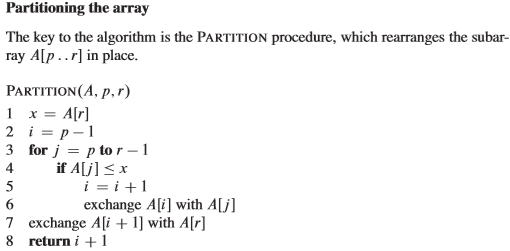 Partitioning the array
The key to the algorithm is the PARTITION procedure, which rearranges the subar-
ray A[p . . r] in place.
PARTITION(A, p, r)
1 x = A[r]
2 i = p − 1
3 for j = p to r − 1
4 if A[j] ≤ x
5 i = i + 1
6 exchange A[i] with A[j]
7 exchange A[i + 1] with A[r]
8 return i + 1